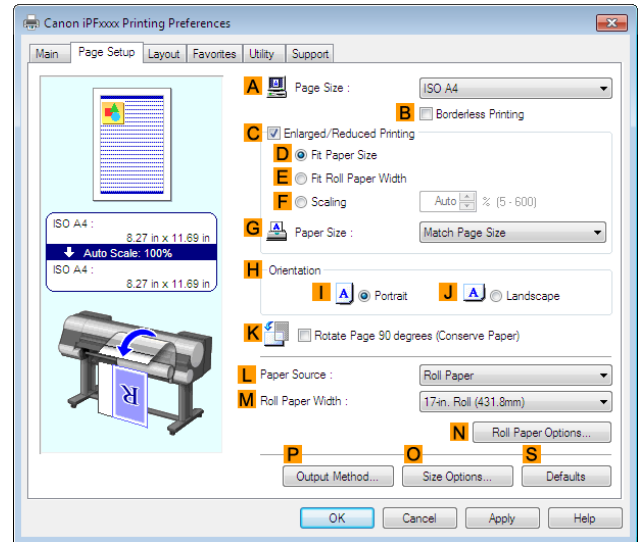 Canon iPFxxxx Printing Preferences
Main Page Setup Layout Favorites Utility Support
A Page Size : ISO A4
B Borderless Printing
C Enlarged/Reduced Printing
D Fit Paper Size
E Fit Roll Paper Width
F Scaling Auto % (5 - 600)
G Paper Size : Match Page Size
ISO A4 :
8.27 in x 11.69 in
Auto Scale: 100%
ISO A4 :
8.27 in x 11.69 in
H Orientation
I A Portrait J A Landscape
K Rotate Page 90 degrees (Conserve Paper)
R
L Paper Source : Roll Paper
M Roll Paper Width : 17-in. Roll (431.8mm)
N Roll Paper Options...
P O S
Output Method... Size Options... Defaults
OK Cancel Apply Help